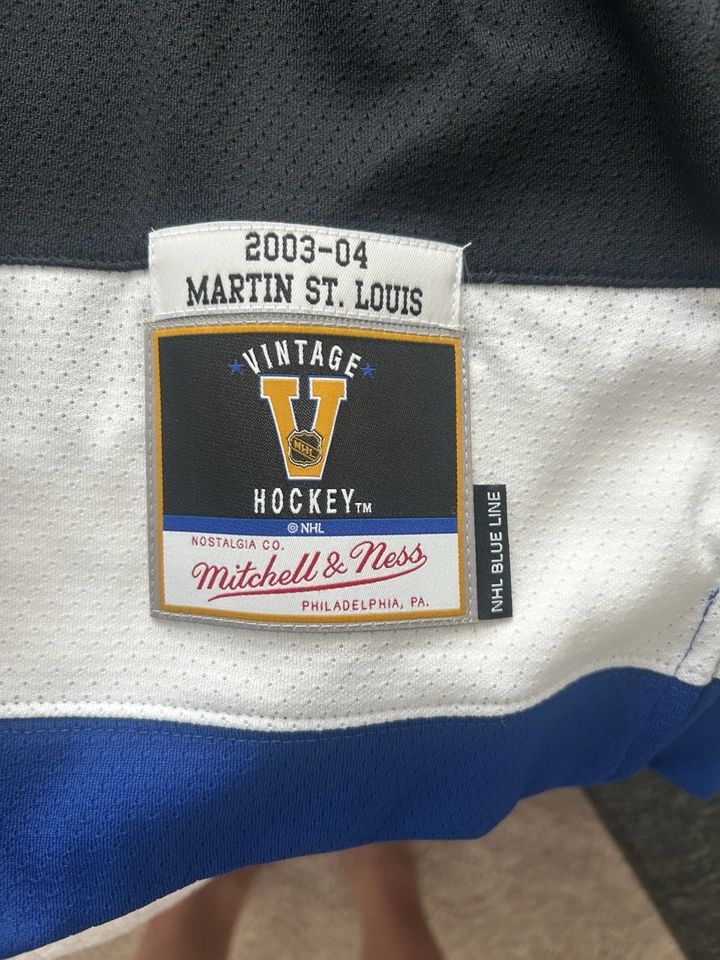 2003-04
MARTIN ST. LOUIS
VINTAGE
V
NHL
HOCKEY™
© NHL
NOSTALGIA CO.
Mitchell & Ness
PHILADELPHIA, PA.
NHL BLUE LINE